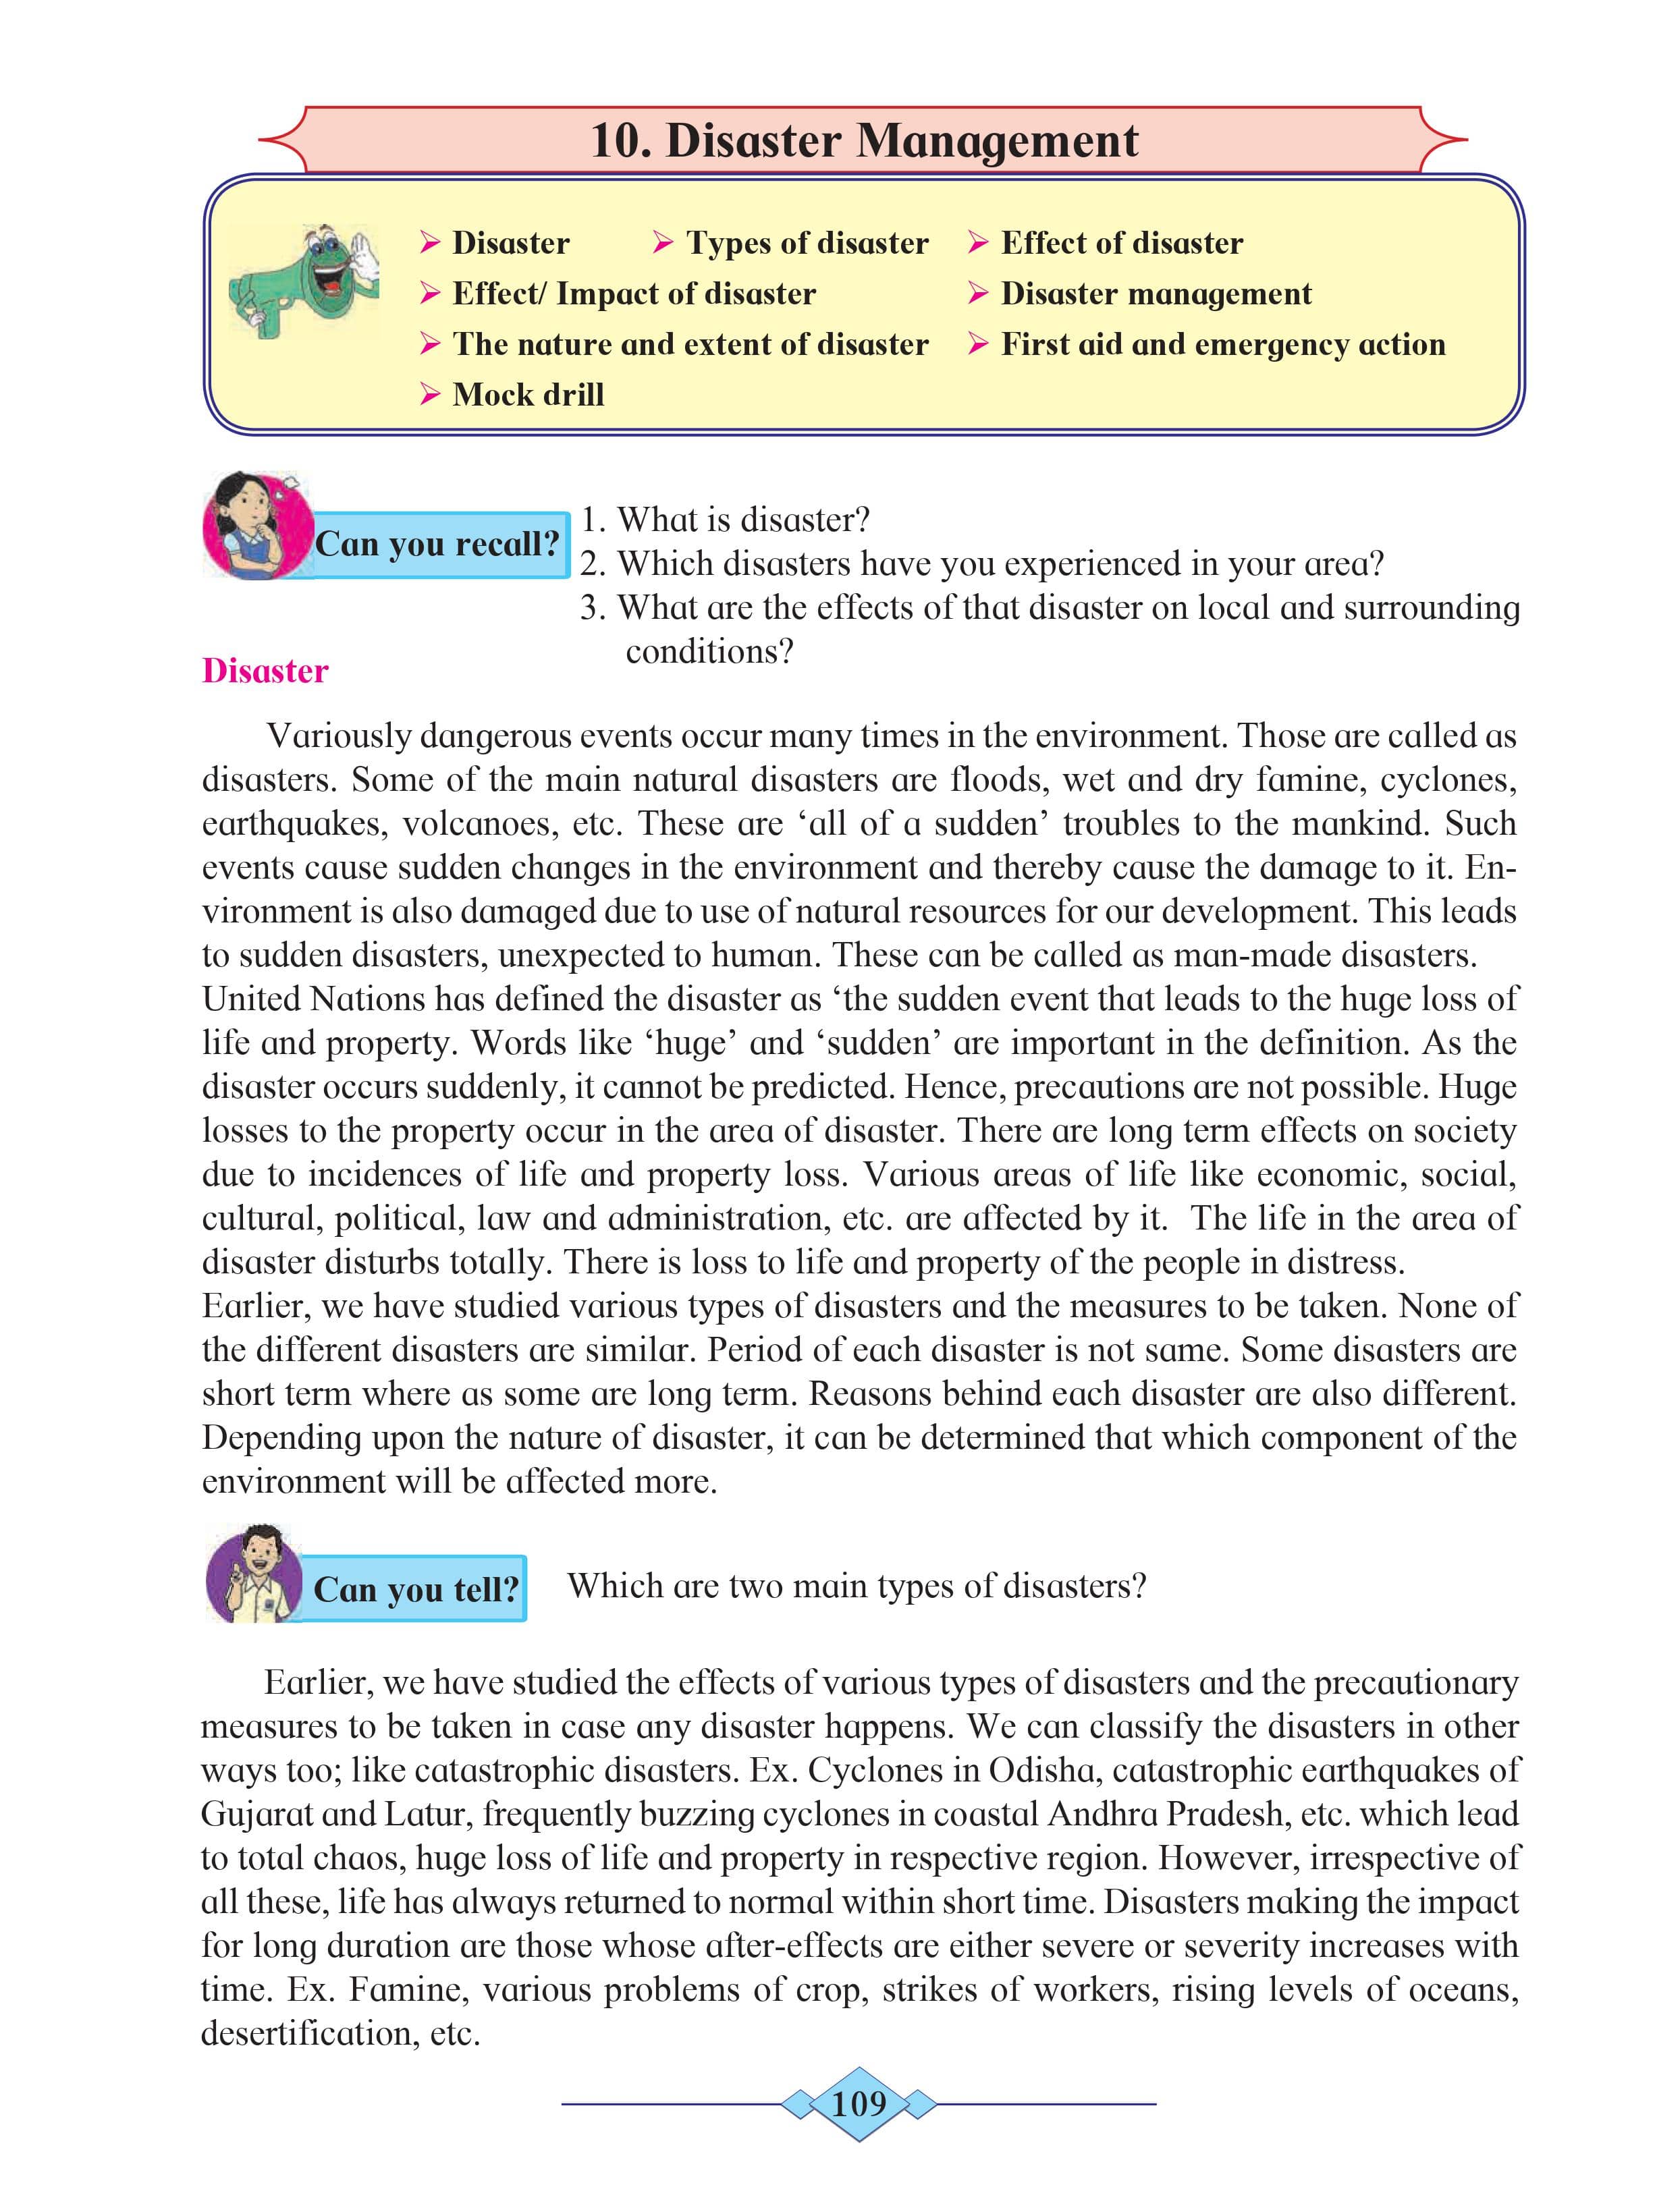 10. Disaster Management
Disaster Types of disaster Effect of disaster
Effect/ Impact of disaster Disaster management
The nature and extent of disaster First aid and emergency action
Mock drill
Can you recall?
1. What is disaster?
2. Which disasters have you experienced in your area?
3. What are the effects of that disaster on local and surrounding
conditions?
Disaster
Variously dangerous events occur many times in the environment. Those are called as
disasters. Some of the main natural disasters are floods, wet and dry famine, cyclones,
earthquakes, volcanoes, etc. These are ‘all of a sudden’ troubles to the mankind. Such
events cause sudden changes in the environment and thereby cause the damage to it. En-
vironment is also damaged due to use of natural resources for our development. This leads
to sudden disasters, unexpected to human. These can be called as man-made disasters.
United Nations has defined the disaster as ‘the sudden event that leads to the huge loss of
life and property. Words like ‘huge’ and ‘sudden’ are important in the definition. As the
disaster occurs suddenly, it cannot be predicted. Hence, precautions are not possible. Huge
losses to the property occur in the area of disaster. There are long term effects on society
due to incidences of life and property loss. Various areas of life like economic, social,
cultural, political, law and administration, etc. are affected by it. The life in the area of
disaster disturbs totally. There is loss to life and property of the people in distress.
Earlier, we have studied various types of disasters and the measures to be taken. None of
the different disasters are similar. Period of each disaster is not same. Some disasters are
short term where as some are long term. Reasons behind each disaster are also different.
Depending upon the nature of disaster, it can be determined that which component of the
environment will be affected more.
Can you tell?
Which are two main types of disasters?
Earlier, we have studied the effects of various types of disasters and the precautionary
measures to be taken in case any disaster happens. We can classify the disasters in other
ways too; like catastrophic disasters. Ex. Cyclones in Odisha, catastrophic earthquakes of
Gujarat and Latur, frequently buzzing cyclones in coastal Andhra Pradesh, etc. which lead
to total chaos, huge loss of life and property in respective region. However, irrespective of
all these, life has always returned to normal within short time. Disasters making the impact
for long duration are those whose after-effects are either severe or severity increases with
time. Ex. Famine, various problems of crop, strikes of workers, rising levels of oceans,
desertification, etc.
109